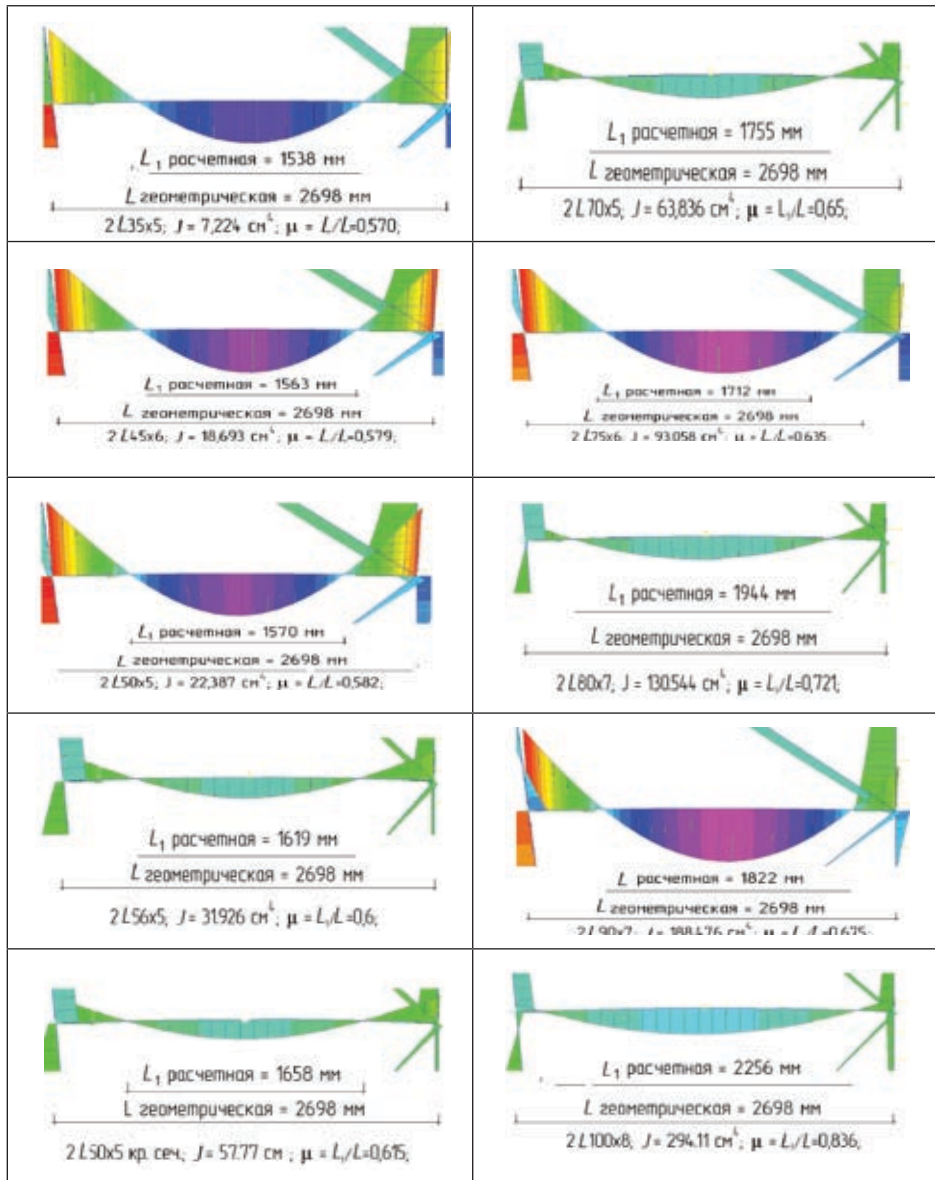 L₁ расчетная = 1538 мм
L геометрическая = 2698 мм
2 L35x5; J = 7,224 см⁴; μ = L/L=0,570;
L₁ расчетная = 1755 мм
L геометрическая = 2698 мм
2 L70x5; J = 63,836 см⁴; μ = L₁/L=0,65;
L₁ расчетная = 1563 мм
L геометрическая = 2698 мм
2 L45x6; J = 18,693 см⁴; μ = L/L=0,579;
L₁ расчетная = 1712 мм
L геометрическая = 2698 мм
2 L75x6; J = 93.058 см⁴; μ = L/L=0.635;
L₁ расчетная = 1570 мм
L геометрическая = 2698 мм
2 L50x5; J = 22,387 см⁴; μ = L/L=0,582;
L₁ расчетная = 1944 мм
L геометрическая = 2698 мм
2 L80x7; J = 130.544 см⁴; μ = L₁/L=0,721;
L₁ расчетная = 1619 мм
L геометрическая = 2698 мм
2 L56x5; J = 31.926 см⁴; μ = L₁/L=0,6;
L расчетная = 1822 мм
L геометрическая = 2698 мм
2 L90x7; J = 188.476 см⁴; μ = L/L=0.675;
L₁ расчетная = 1658 мм
L геометрическая = 2698 мм
2 L50x5 кр. сеч.; J = 57.77 см ; μ = L₁/L=0,615;
L₁ расчетная = 2256 мм
L геометрическая = 2698 мм
2 L100x8; J = 294.11 см⁴; μ = L₁/L=0,836;